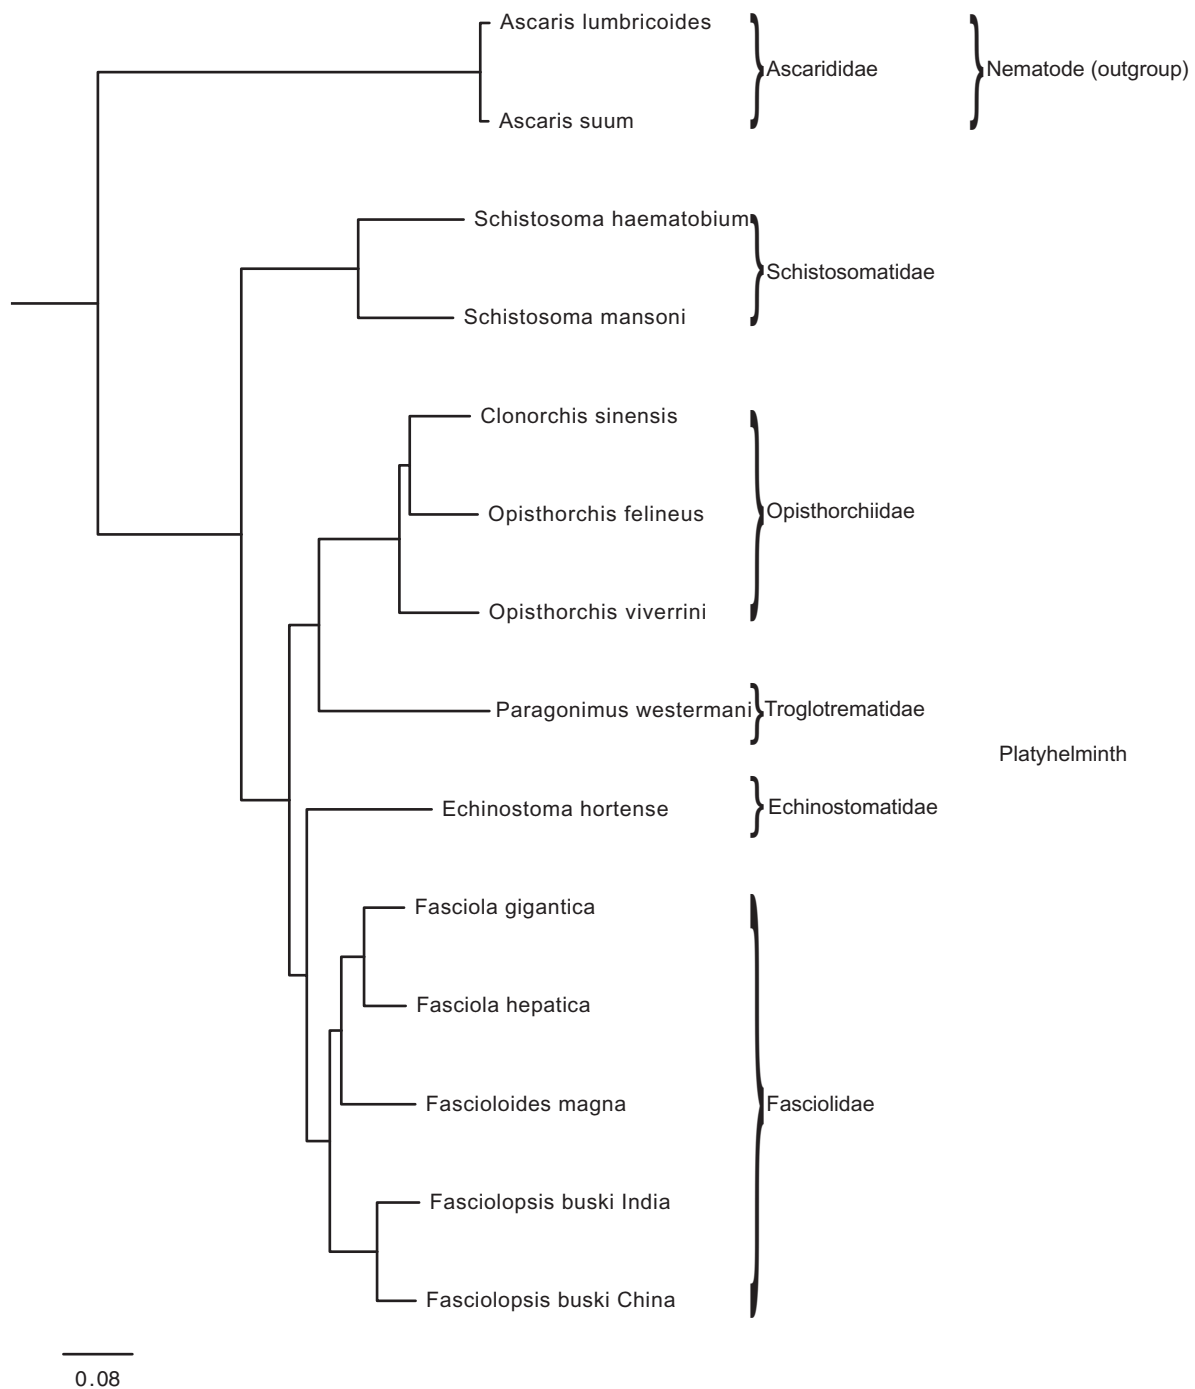 Ascaris lumbricoides
Ascarididae
Nematode (outgroup)
Ascaris suum
Schistosoma haematobium
Schistosomatidae
Schistosoma mansoni
Clonorchis sinensis
Opisthorchis felineus
Opisthorchiidae
Opisthorchis viverrini
Paragonimus westermani
Troglotrematidae
Platyhelminth
Echinostoma hortense
Echinostomatidae
Fasciola gigantica
Fasciola hepatica
Fascioloides magna
Fasciolidae
Fasciolopsis buski India
Fasciolopsis buski China
0.08